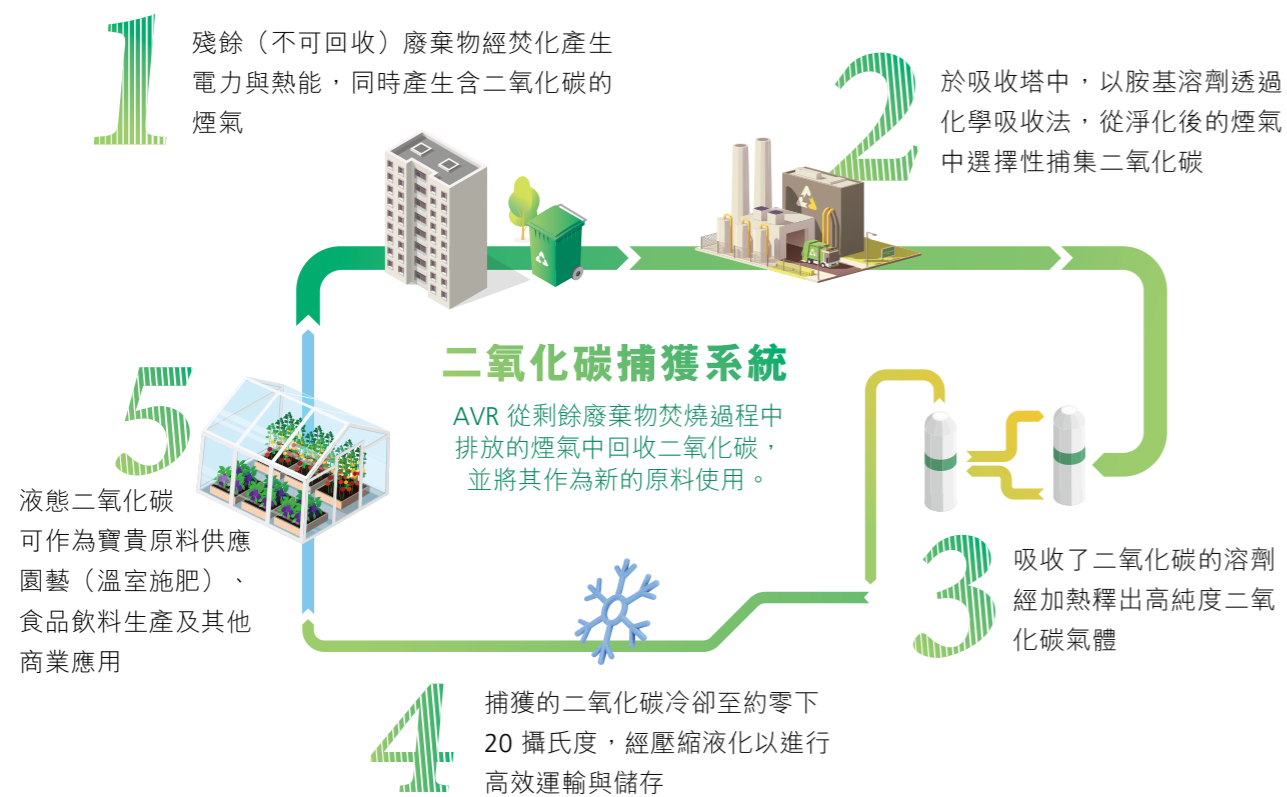 1
殘餘（不可回收）廢棄物經焚化產生
電力與熱能，同時產生含二氧化碳的
煙氣
2
於吸收塔中，以胺基溶劑透過
化學吸收法，從淨化後的煙氣
中選擇性捕集二氧化碳
二氧化碳捕獲系統
AVR 從剩餘廢棄物焚燒過程中
排放的煙氣中回收二氧化碳，
並將其作為新的原料使用。
3
吸收了二氧化碳的溶劑
經加熱釋出高純度二氧
化碳氣體
4
捕獲的二氧化碳冷卻至約零下
20 攝氏度，經壓縮液化以進行
高效運輸與儲存
5
液態二氧化碳
可作為寶貴原料供應
園藝（溫室施肥）、
食品飲料生產及其他
商業應用